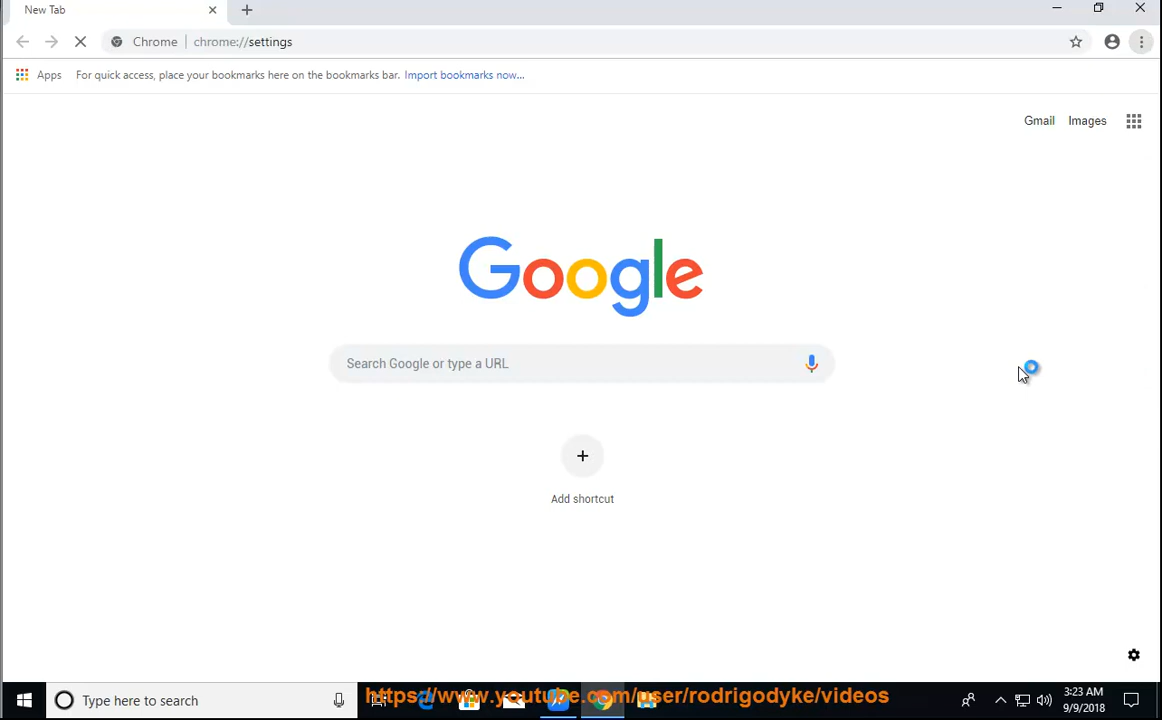 New Tab
Chrome | chrome://settings
Apps For quick access, place your bookmarks here on the bookmarks bar. Import bookmarks now...
Gmail Images
Google
Search Google or type a URL
Add shortcut
Type here to search
https://www.youtube.com/user/rodrigodyke/videos
3:23 AM
9/9/2018